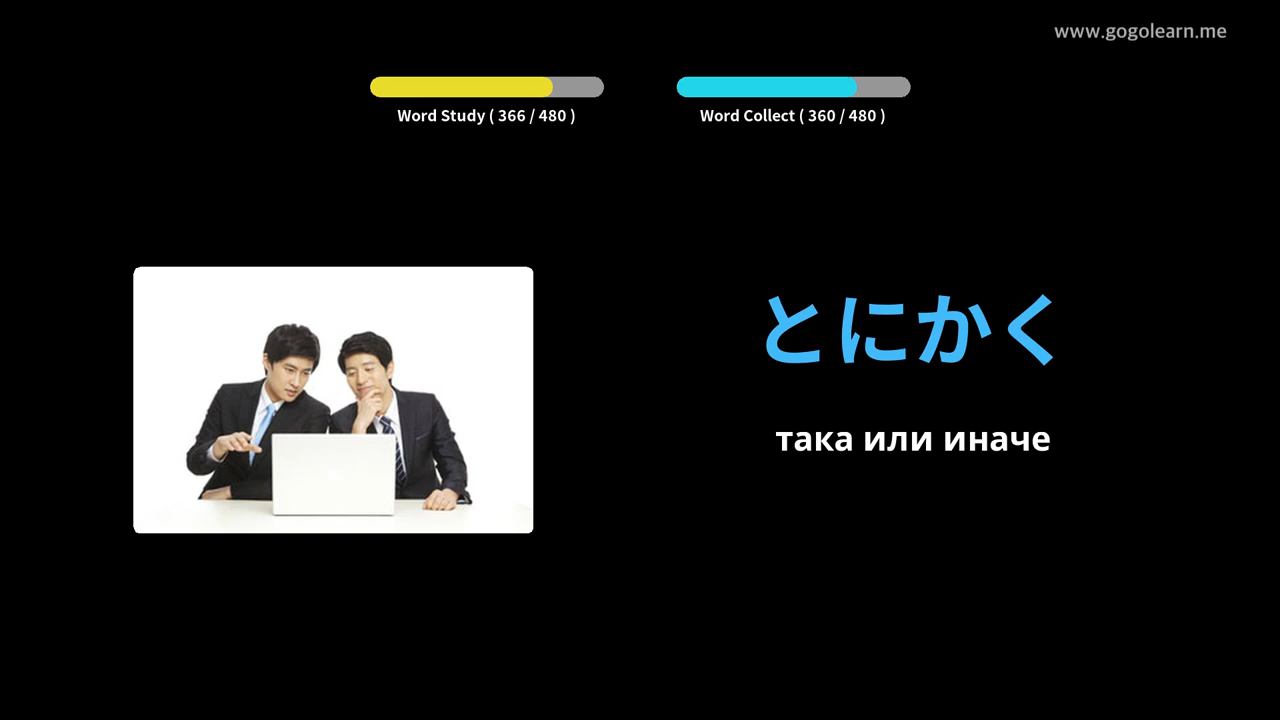 www.gogolearn.me
Word Study ( 366 / 480 )
Word Collect ( 360 / 480 )
とにかく
така или иначе